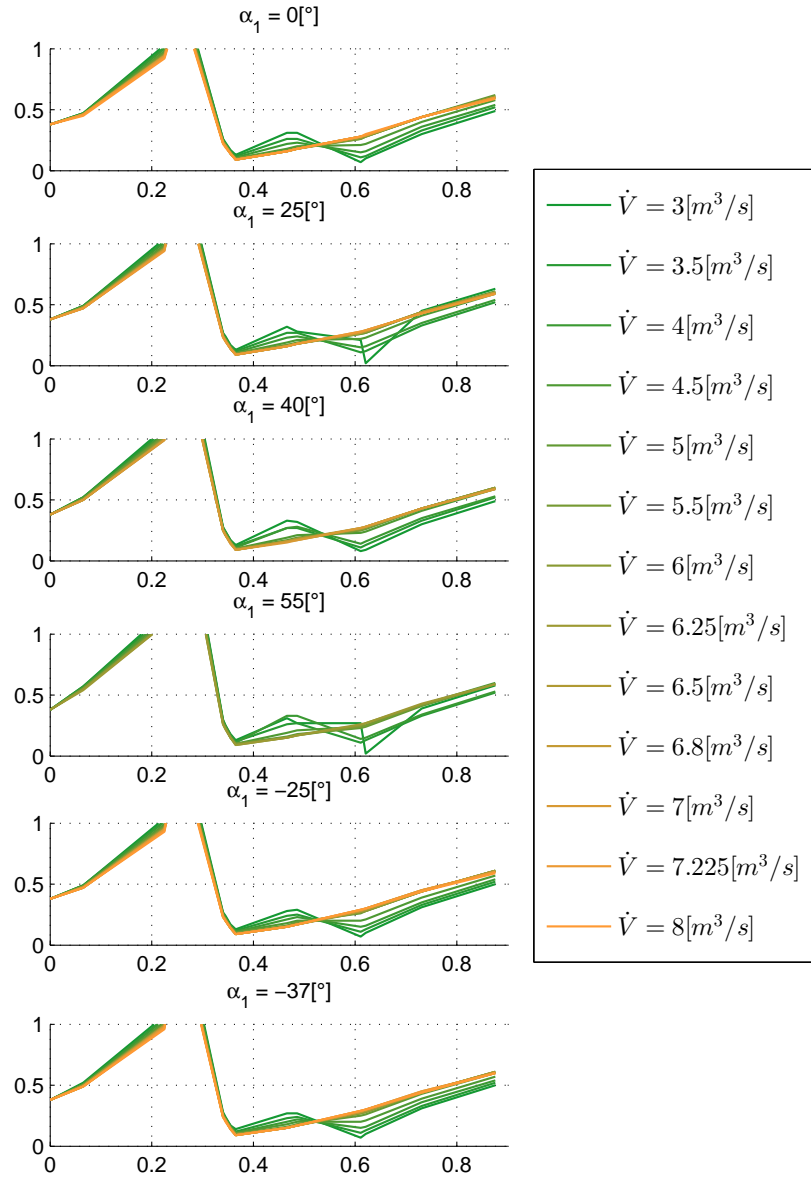 α₁ = 0[°]
1
0.5
0
0 0.2 0.4 0.6 0.8
α₁ = 25[°]
1
0.5
0
0 0.2 0.4 0.6 0.8
α₁ = 40[°]
1
0.5
0
0 0.2 0.4 0.6 0.8
α₁ = 55[°]
1
0.5
0
0 0.2 0.4 0.6 0.8
α₁ = −25[°]
1
0.5
0
0 0.2 0.4 0.6 0.8
α₁ = −37[°]
1
0.5
0
0 0.2 0.4 0.6 0.8
V̇ = 3[m³/s]
V̇ = 3.5[m³/s]
V̇ = 4[m³/s]
V̇ = 4.5[m³/s]
V̇ = 5[m³/s]
V̇ = 5.5[m³/s]
V̇ = 6[m³/s]
V̇ = 6.25[m³/s]
V̇ = 6.5[m³/s]
V̇ = 6.8[m³/s]
V̇ = 7[m³/s]
V̇ = 7.225[m³/s]
V̇ = 8[m³/s]